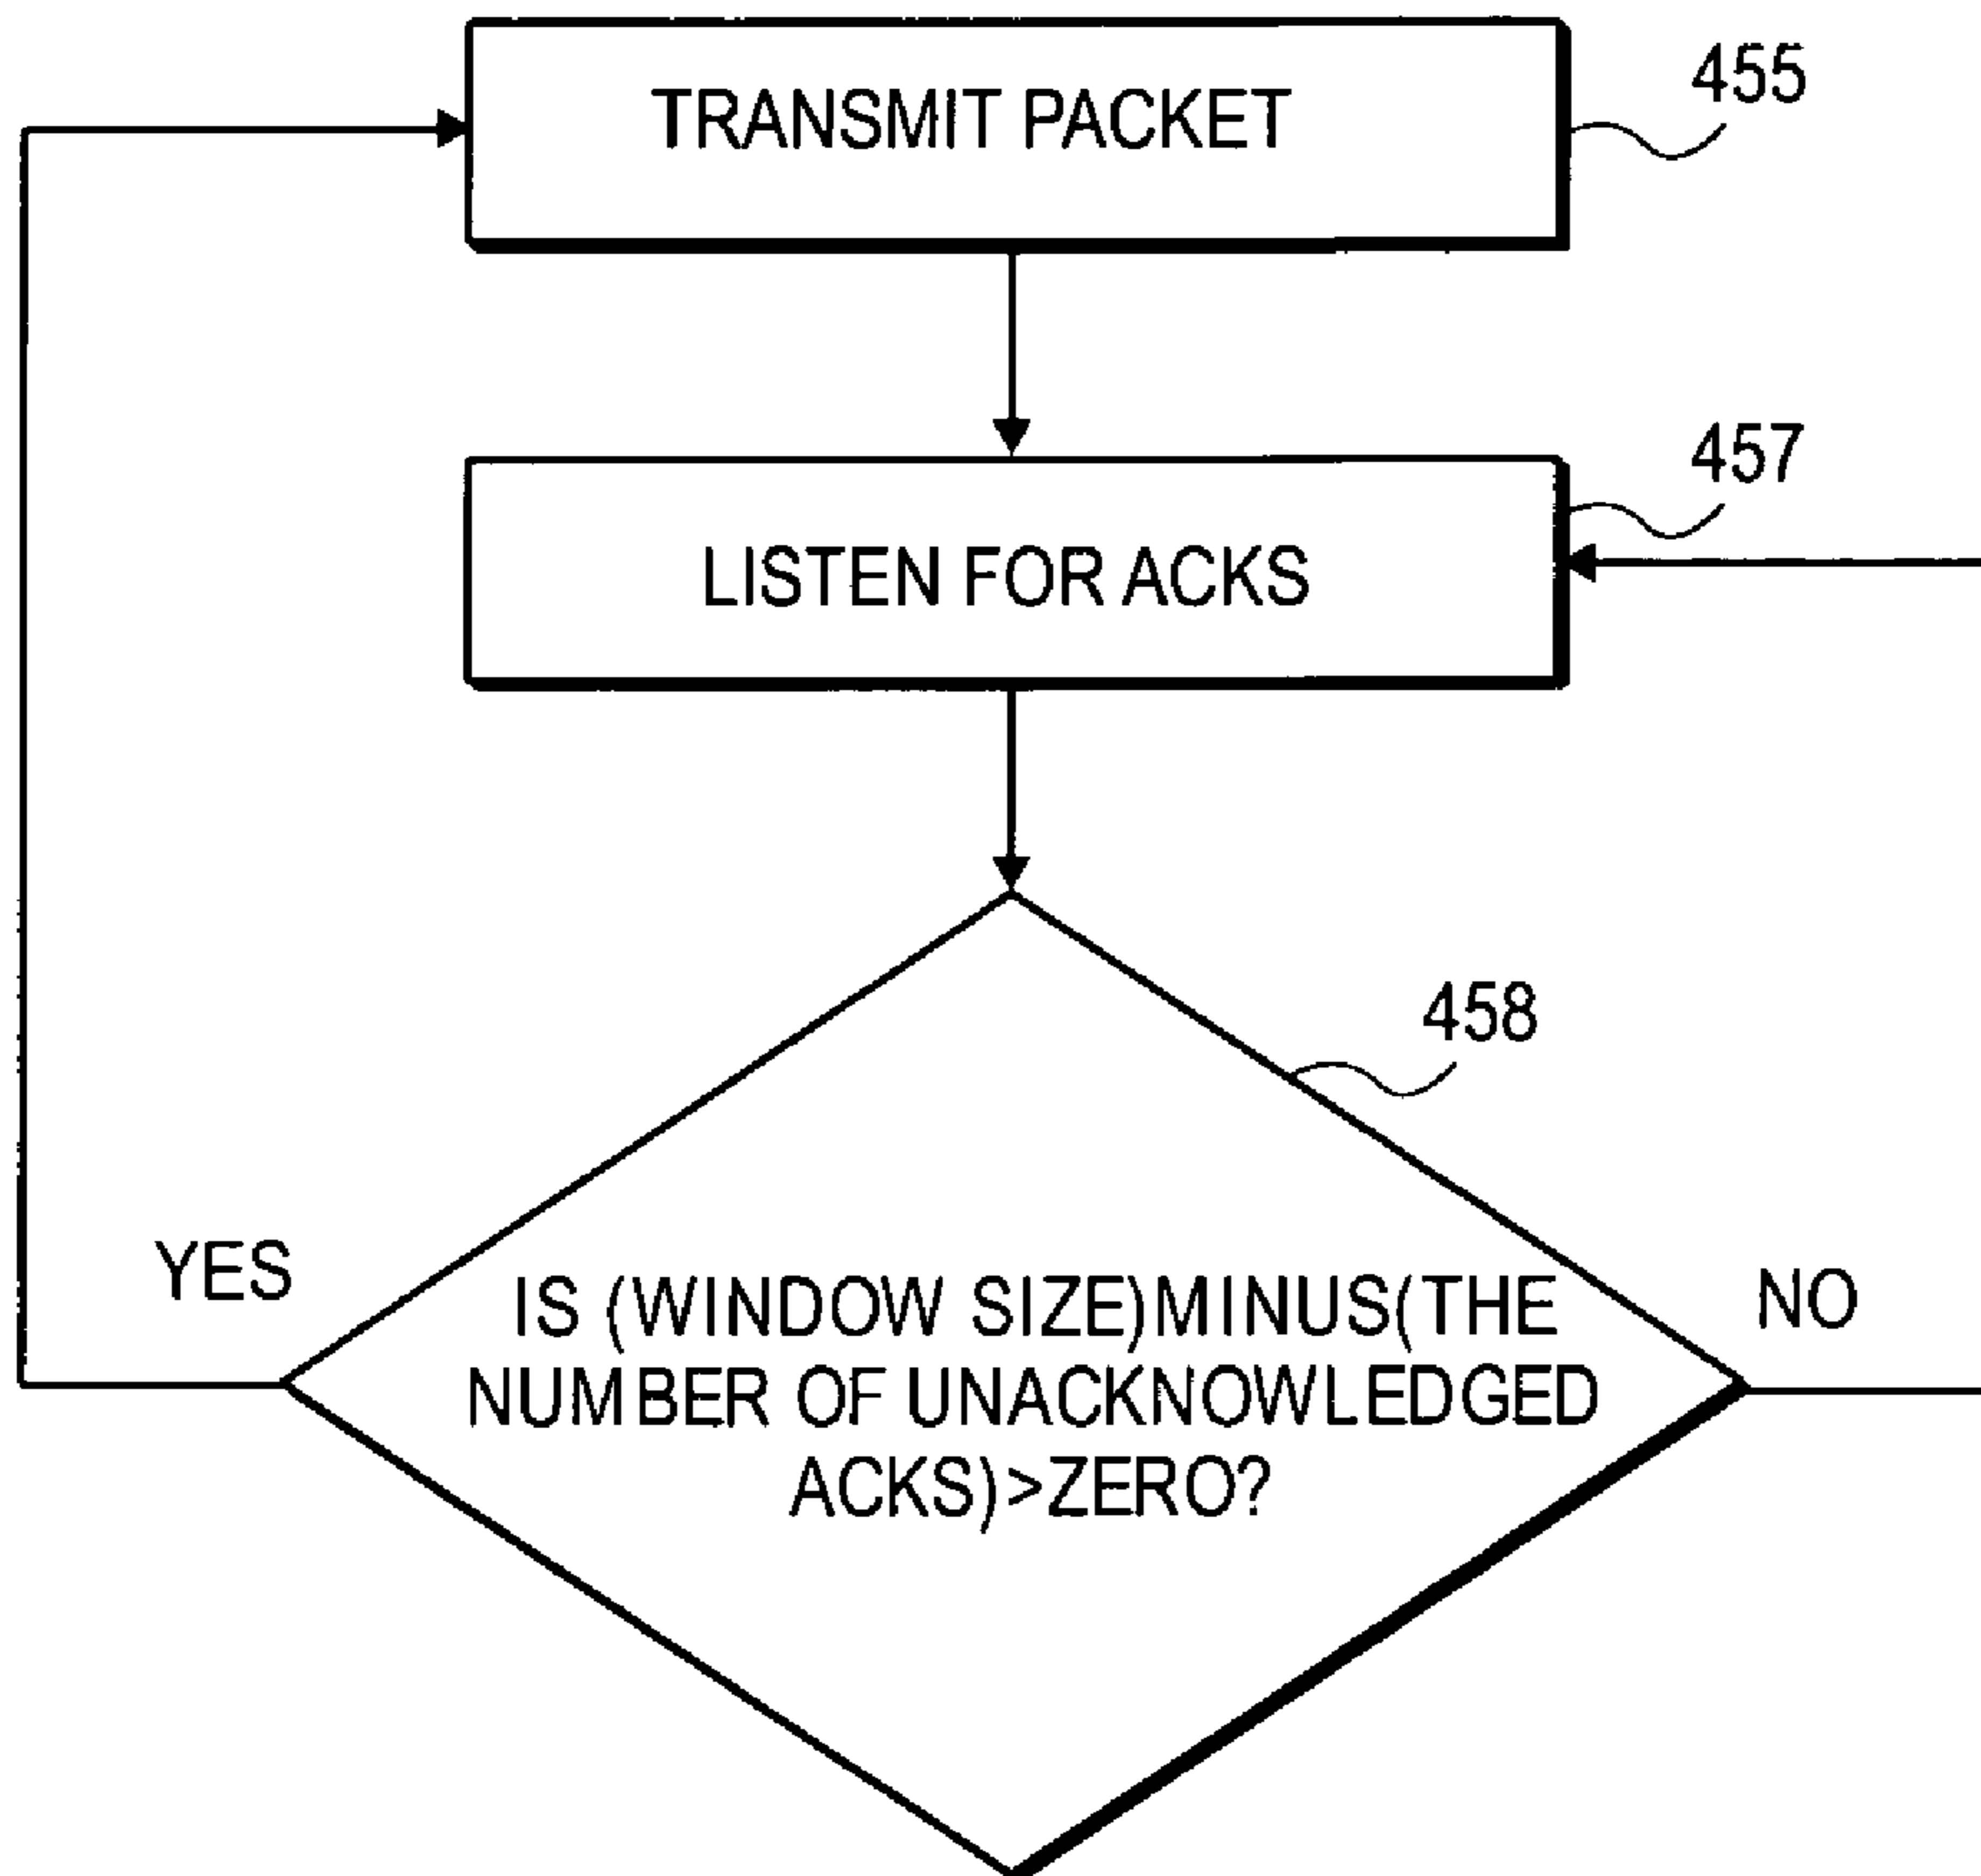 TRANSMIT PACKET
455
457
LISTEN FOR ACKS
458
YES
IS (WINDOW SIZE)MINUS(THE
NUMBER OF UNACKNOWLEDGED
ACKS)>ZERO?
NO